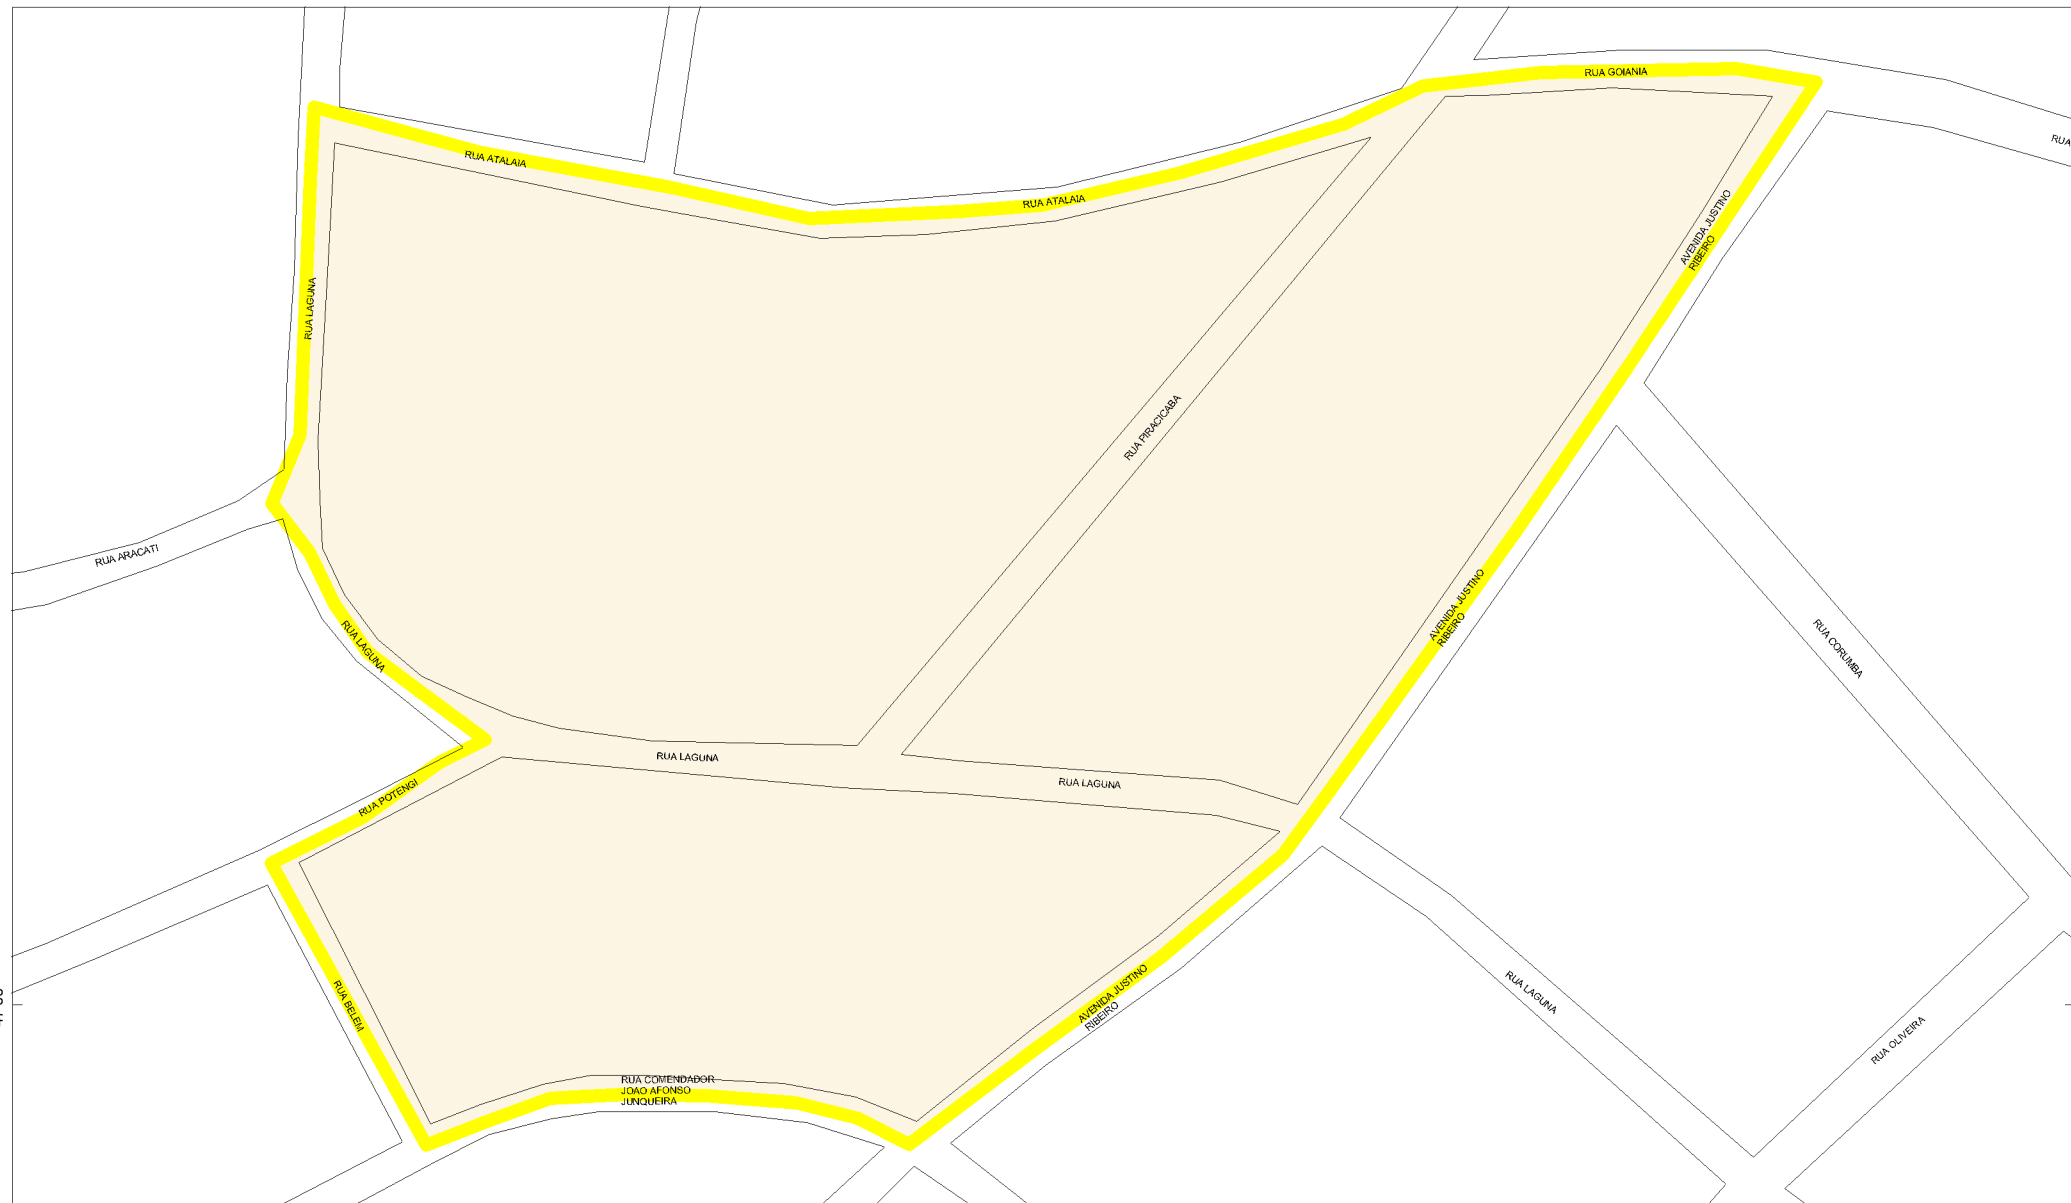 RUA GOIANIA
RUA
RUA ATALAIA
RUA ATALAIA
AVENIDA JUSTINO
RIBEIRO
RUA LAGUNA
RUA PIRACICABA
RUA ARACATI
AVENIDA JUSTINO
RIBEIRO
RUA LAGUNA
RUA CORUMBA
RUA LAGUNA
RUA LAGUNA
RUA POTENGI
RUA BELEM
AVENIDA JUSTINO
RIBEIRO
RUA LAGUNA
RUA OLIVEIRA
RUA COMENDADOR
JOAO AFONSO
JUNQUEIRA